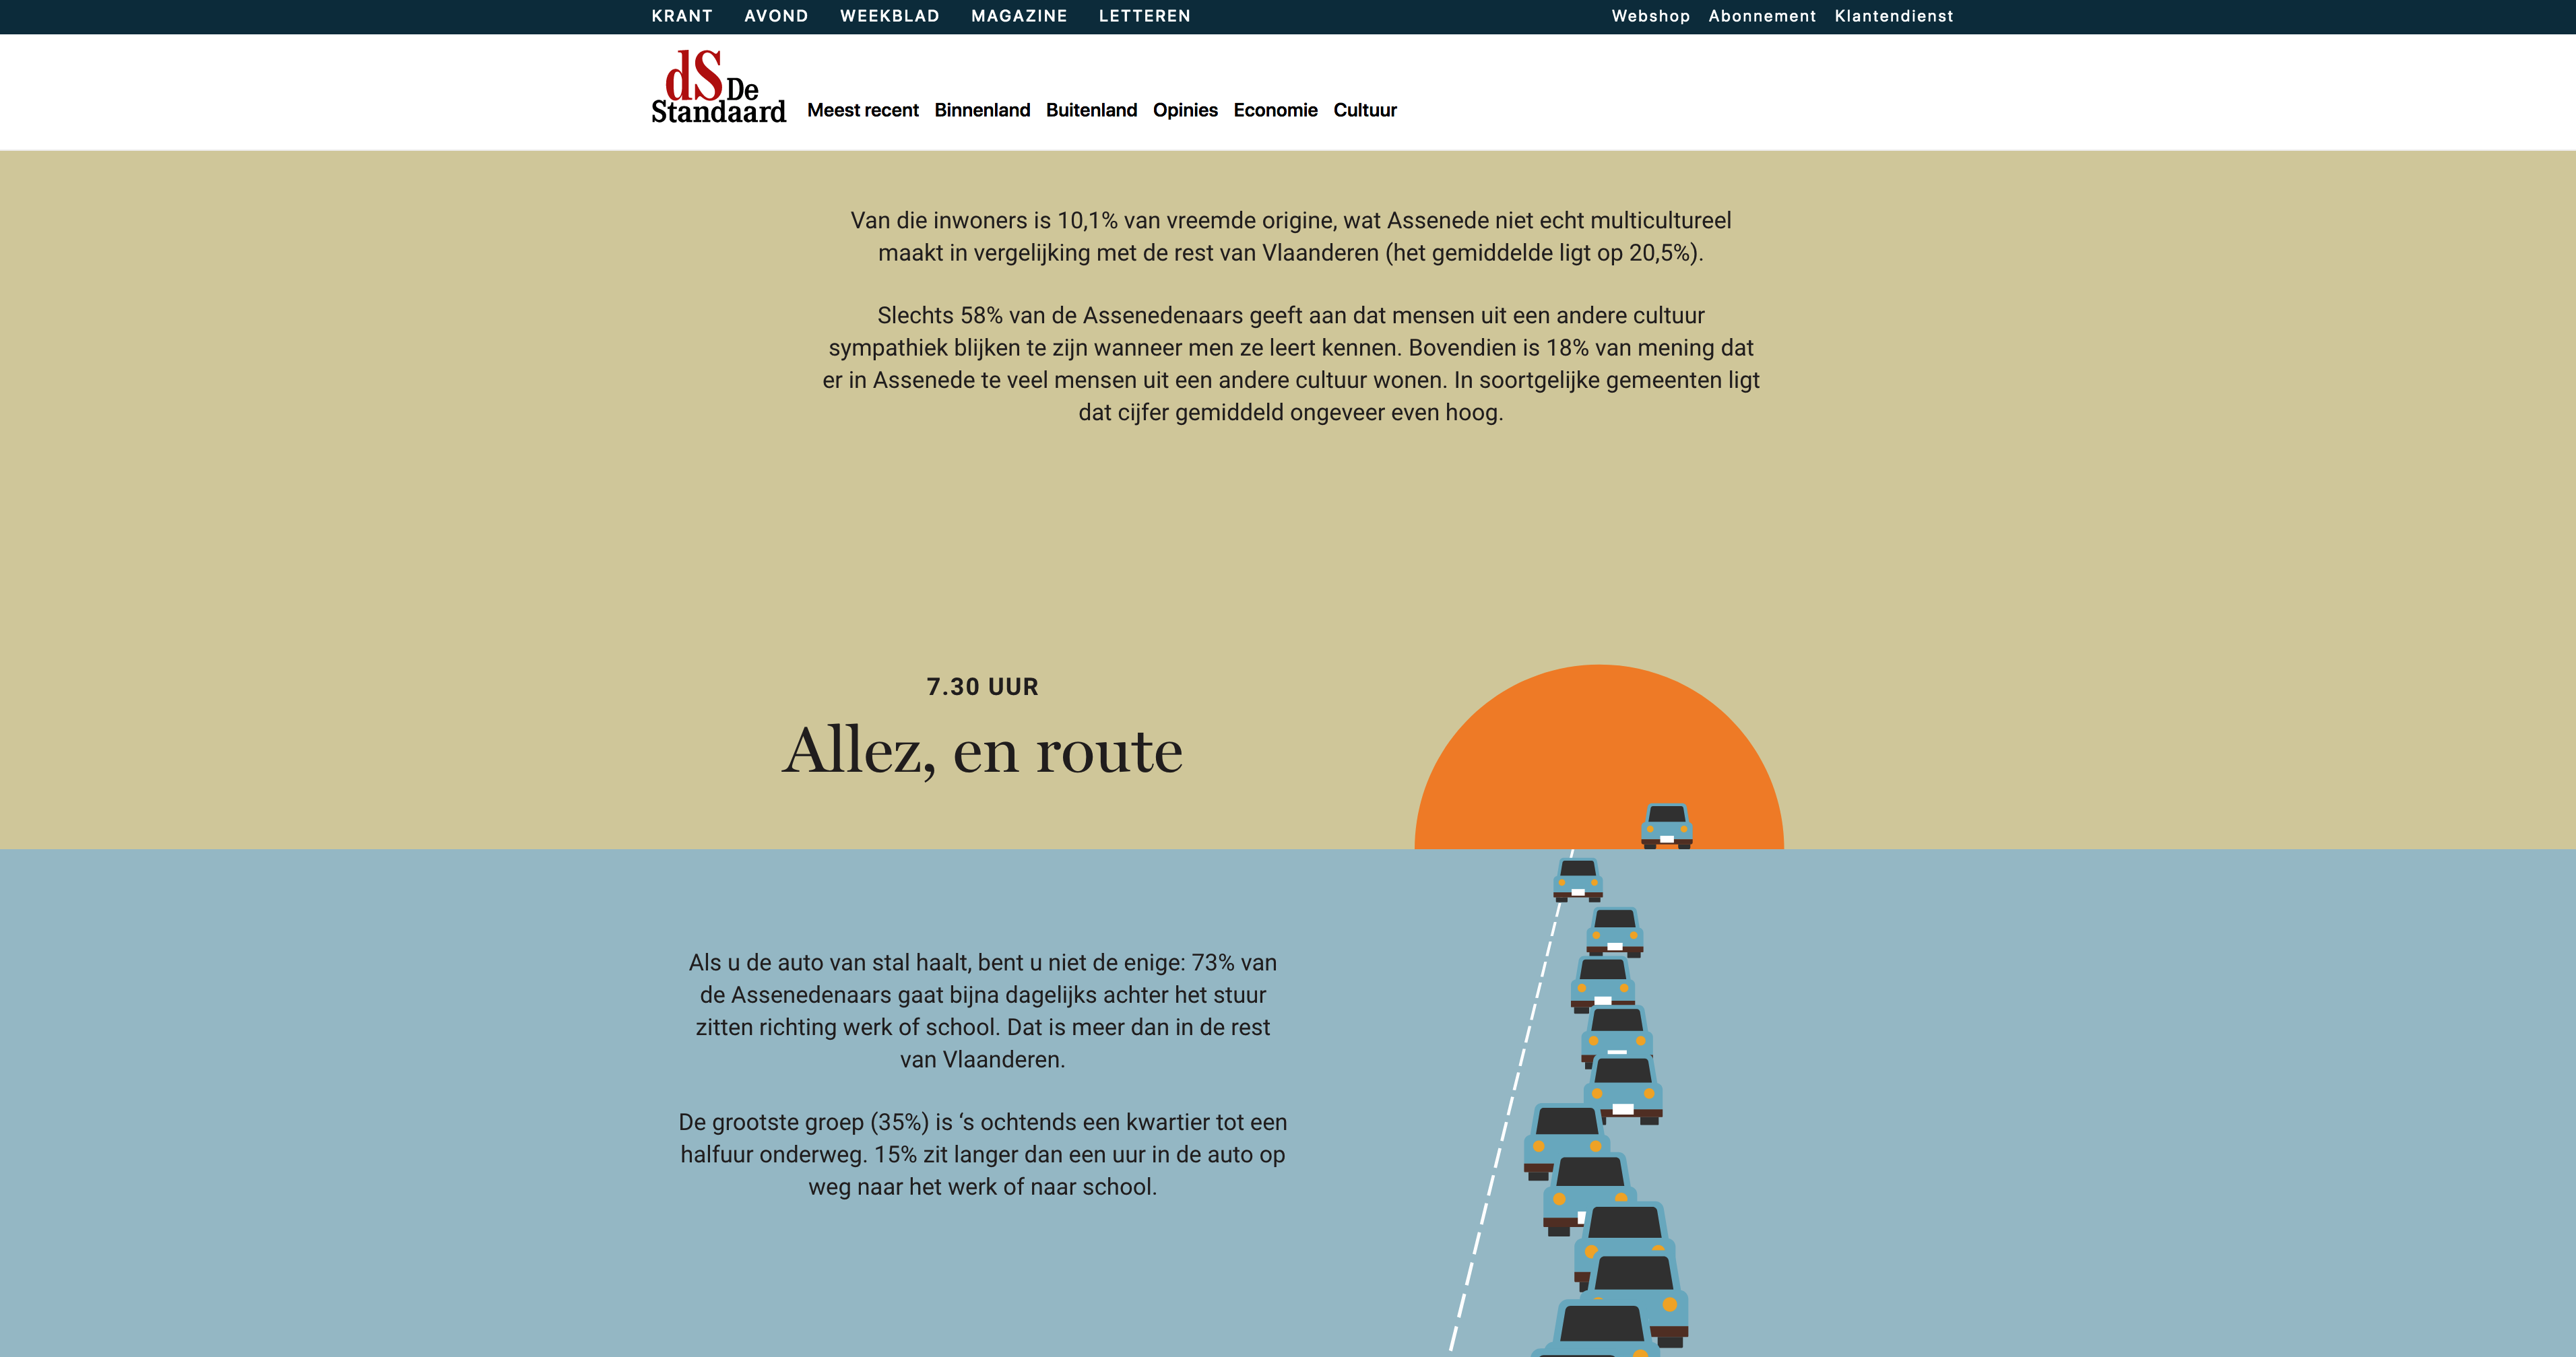 KRANT AVOND WEEKBLAD MAGAZINE LETTEREN Webshop Abonnement Klantendienst
dS De
Standaard
Meest recent Binnenland Buitenland Opinies Economie Cultuur
Van die inwoners is 10,1% van vreemde origine, wat Assenede niet echt multicultureel
maakt in vergelijking met de rest van Vlaanderen (het gemiddelde ligt op 20,5%).
Slechts 58% van de Assenedenaars geeft aan dat mensen uit een andere cultuur
sympathiek blijken te zijn wanneer men ze leert kennen. Bovendien is 18% van mening dat
er in Assenede te veel mensen uit een andere cultuur wonen. In soortgelijke gemeenten ligt
dat cijfer gemiddeld ongeveer even hoog.
7.30 UUR
Allez, en route
Als u de auto van stal haalt, bent u niet de enige: 73% van
de Assenedenaars gaat bijna dagelijks achter het stuur
zitten richting werk of school. Dat is meer dan in de rest
van Vlaanderen.
De grootste groep (35%) is ‘s ochtends een kwartier tot een
halfuur onderweg. 15% zit langer dan een uur in de auto op
weg naar het werk of naar school.